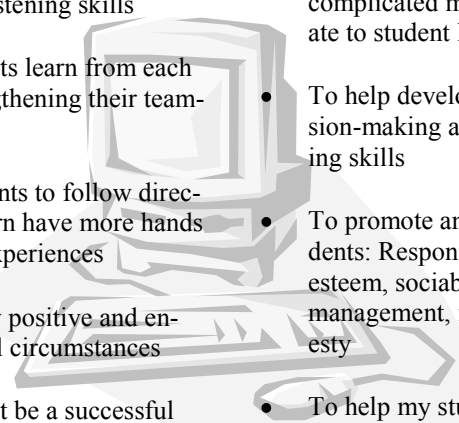 stening skills
ts learn from each
gthening their team-
nts to follow direc-
rn have more hands
xperiences
y positive and en-
l circumstances
t be a successful
complicated m
ate to student
• To help develo
sion-making a
ing skills
• To promote an
dents: Respon
esteem, sociab
management,
esty
• To help my stu